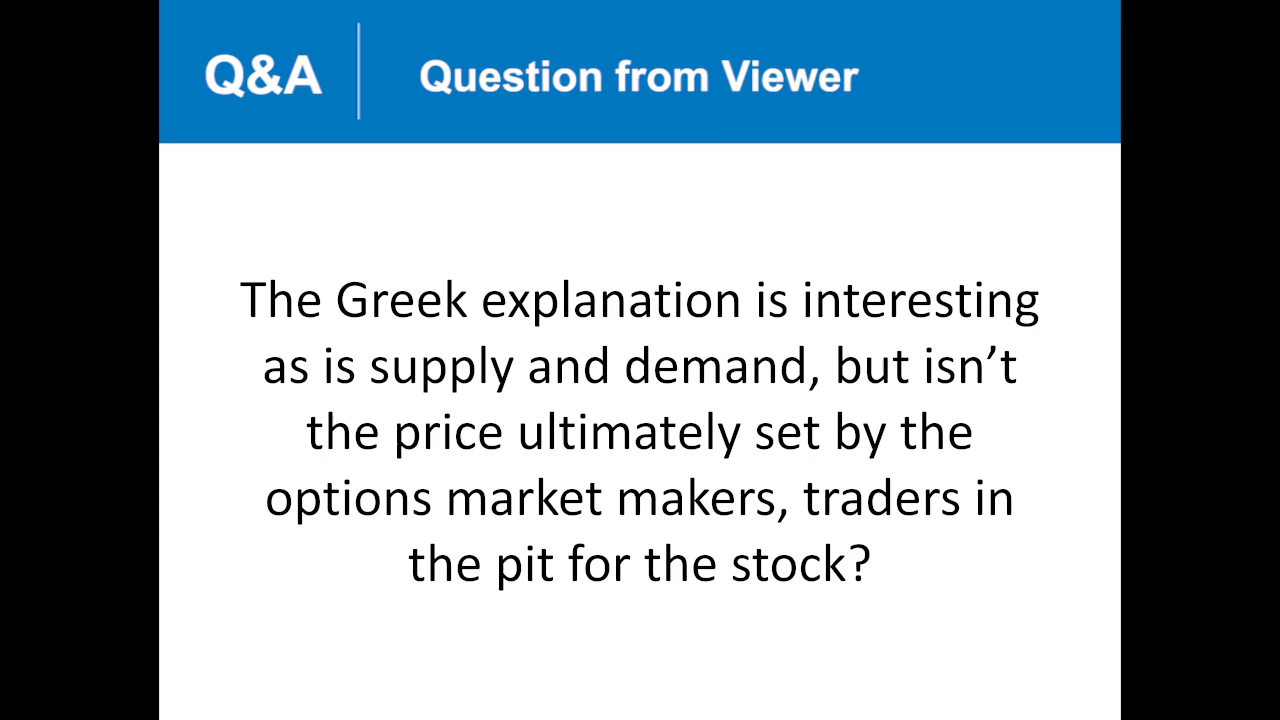 Q&A
Question from Viewer
The Greek explanation is interesting
as is supply and demand, but isn’t
the price ultimately set by the
options market makers, traders in
the pit for the stock?